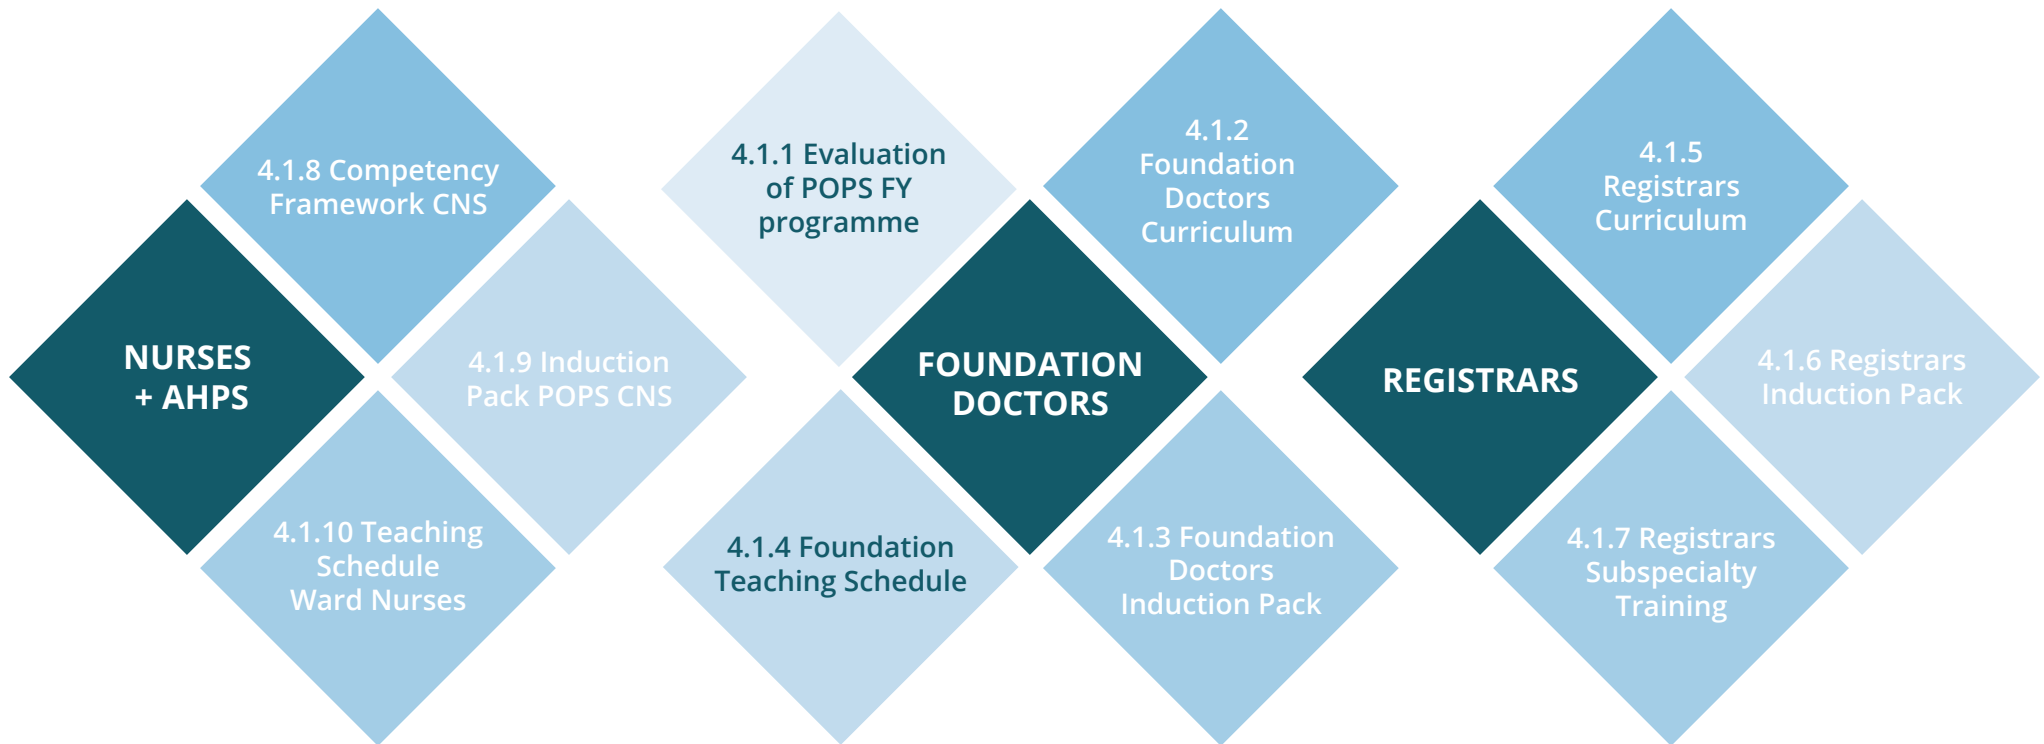 4.1.8 Competency
Framework CNS
NURSES
+ AHPS
4.1.9 Induction
Pack POPS CNS
4.1.10 Teaching
Schedule
Ward Nurses
4.1.1 Evaluation
of POPS FY
programme
4.1.2
Foundation
Doctors
Curriculum
FOUNDATION
DOCTORS
4.1.4 Foundation
Teaching Schedule
4.1.3 Foundation
Doctors
Induction Pack
4.1.5
Registrars
Curriculum
REGISTRARS
4.1.6 Registrars
Induction Pack
4.1.7 Registrars
Subspecialty
Training